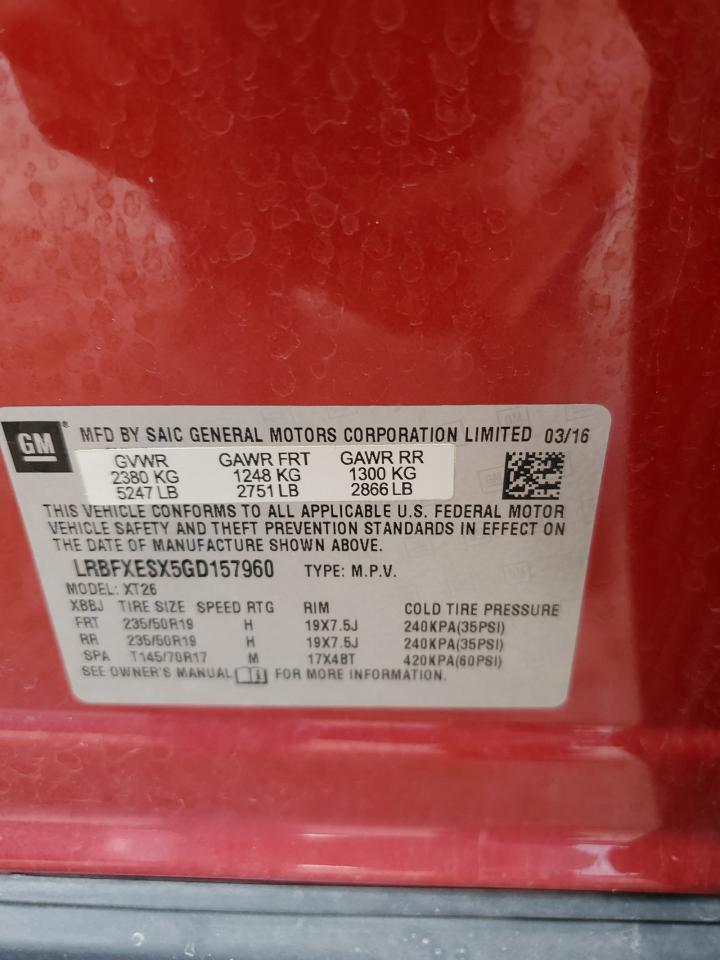 GM
MFD BY SAIC GENERAL MOTORS CORPORATION LIMITED 03/16
GVWR GAWR FRT GAWR RR
2380 KG 1248 KG 1300 KG
5247 LB 2751 LB 2866 LB
THIS VEHICLE CONFORMS TO ALL APPLICABLE U.S. FEDERAL MOTOR
VEHICLE SAFETY AND THEFT PREVENTION STANDARDS IN EFFECT ON
THE DATE OF MANUFACTURE SHOWN ABOVE.
LRBFXESX5GD157960 TYPE: M.P.V.
MODEL: XT26
XBBJ TIRE SIZE SPEED RTG RIM COLD TIRE PRESSURE
FRT 235/50R19 H 19X7.5J 240KPA(35PSI)
RR 235/50R19 H 19X7.5J 240KPA(35PSI)
SPA T145/70R17 M 17X4BT 420KPA(60PSI)
SEE OWNER'S MANUAL FOR MORE INFORMATION.